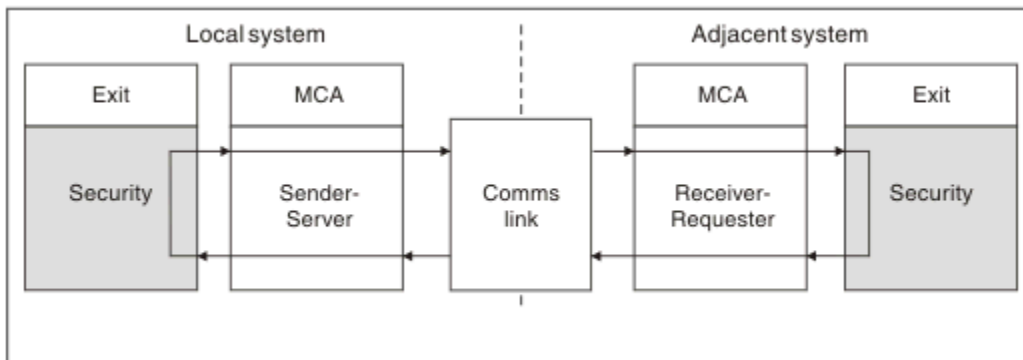 Local system
Adjacent system
Exit
MCA
MCA
Exit
Security
Sender-
Server
Comms
link
Receiver-
Requester
Security